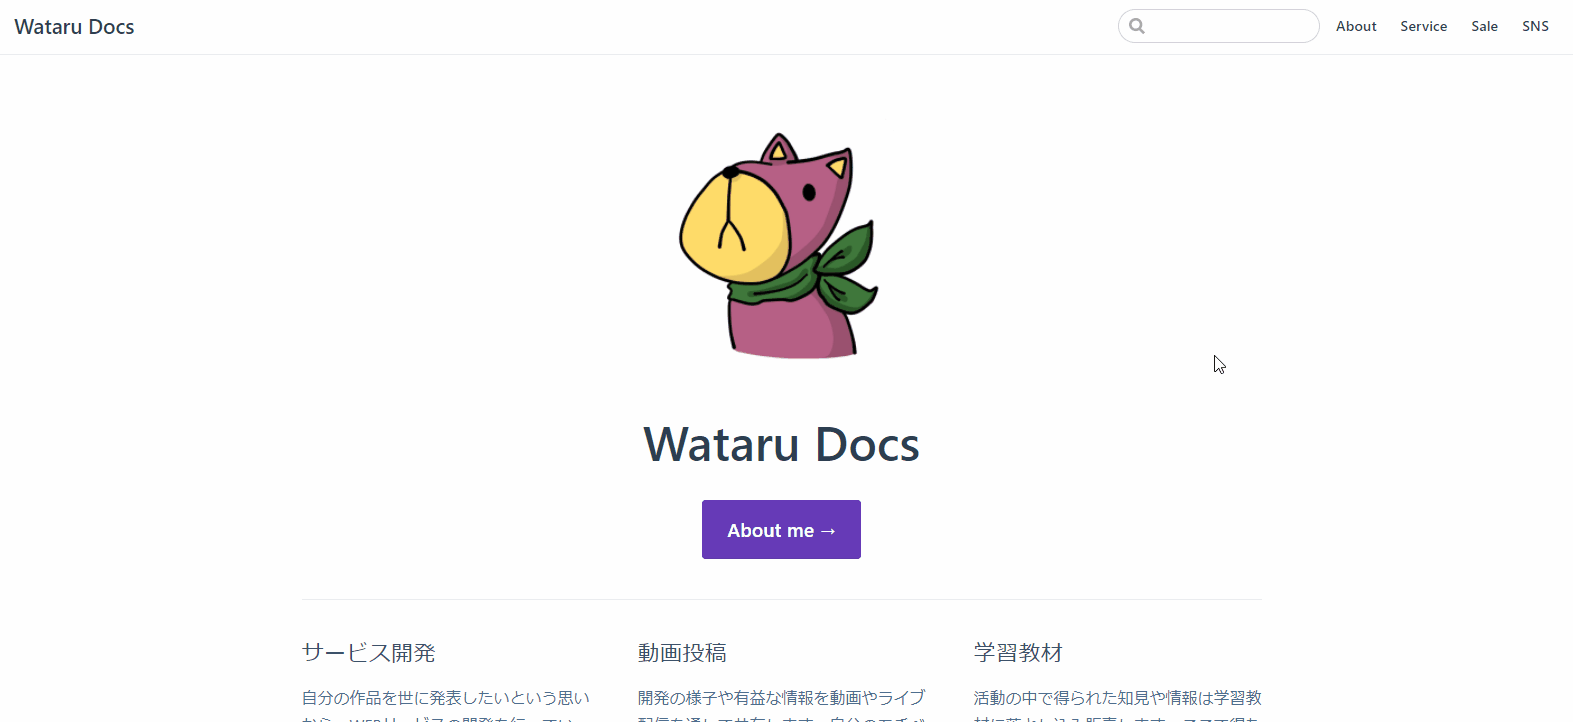 Wataru Docs
About Service Sale SNS
Wataru Docs
About me →
サービス開発
自分の作品を世に発表したいという思い
動画投稿
開発の様子や有益な情報を動画やライブ
学習教材
活動の中で得られた知見や情報は学習教